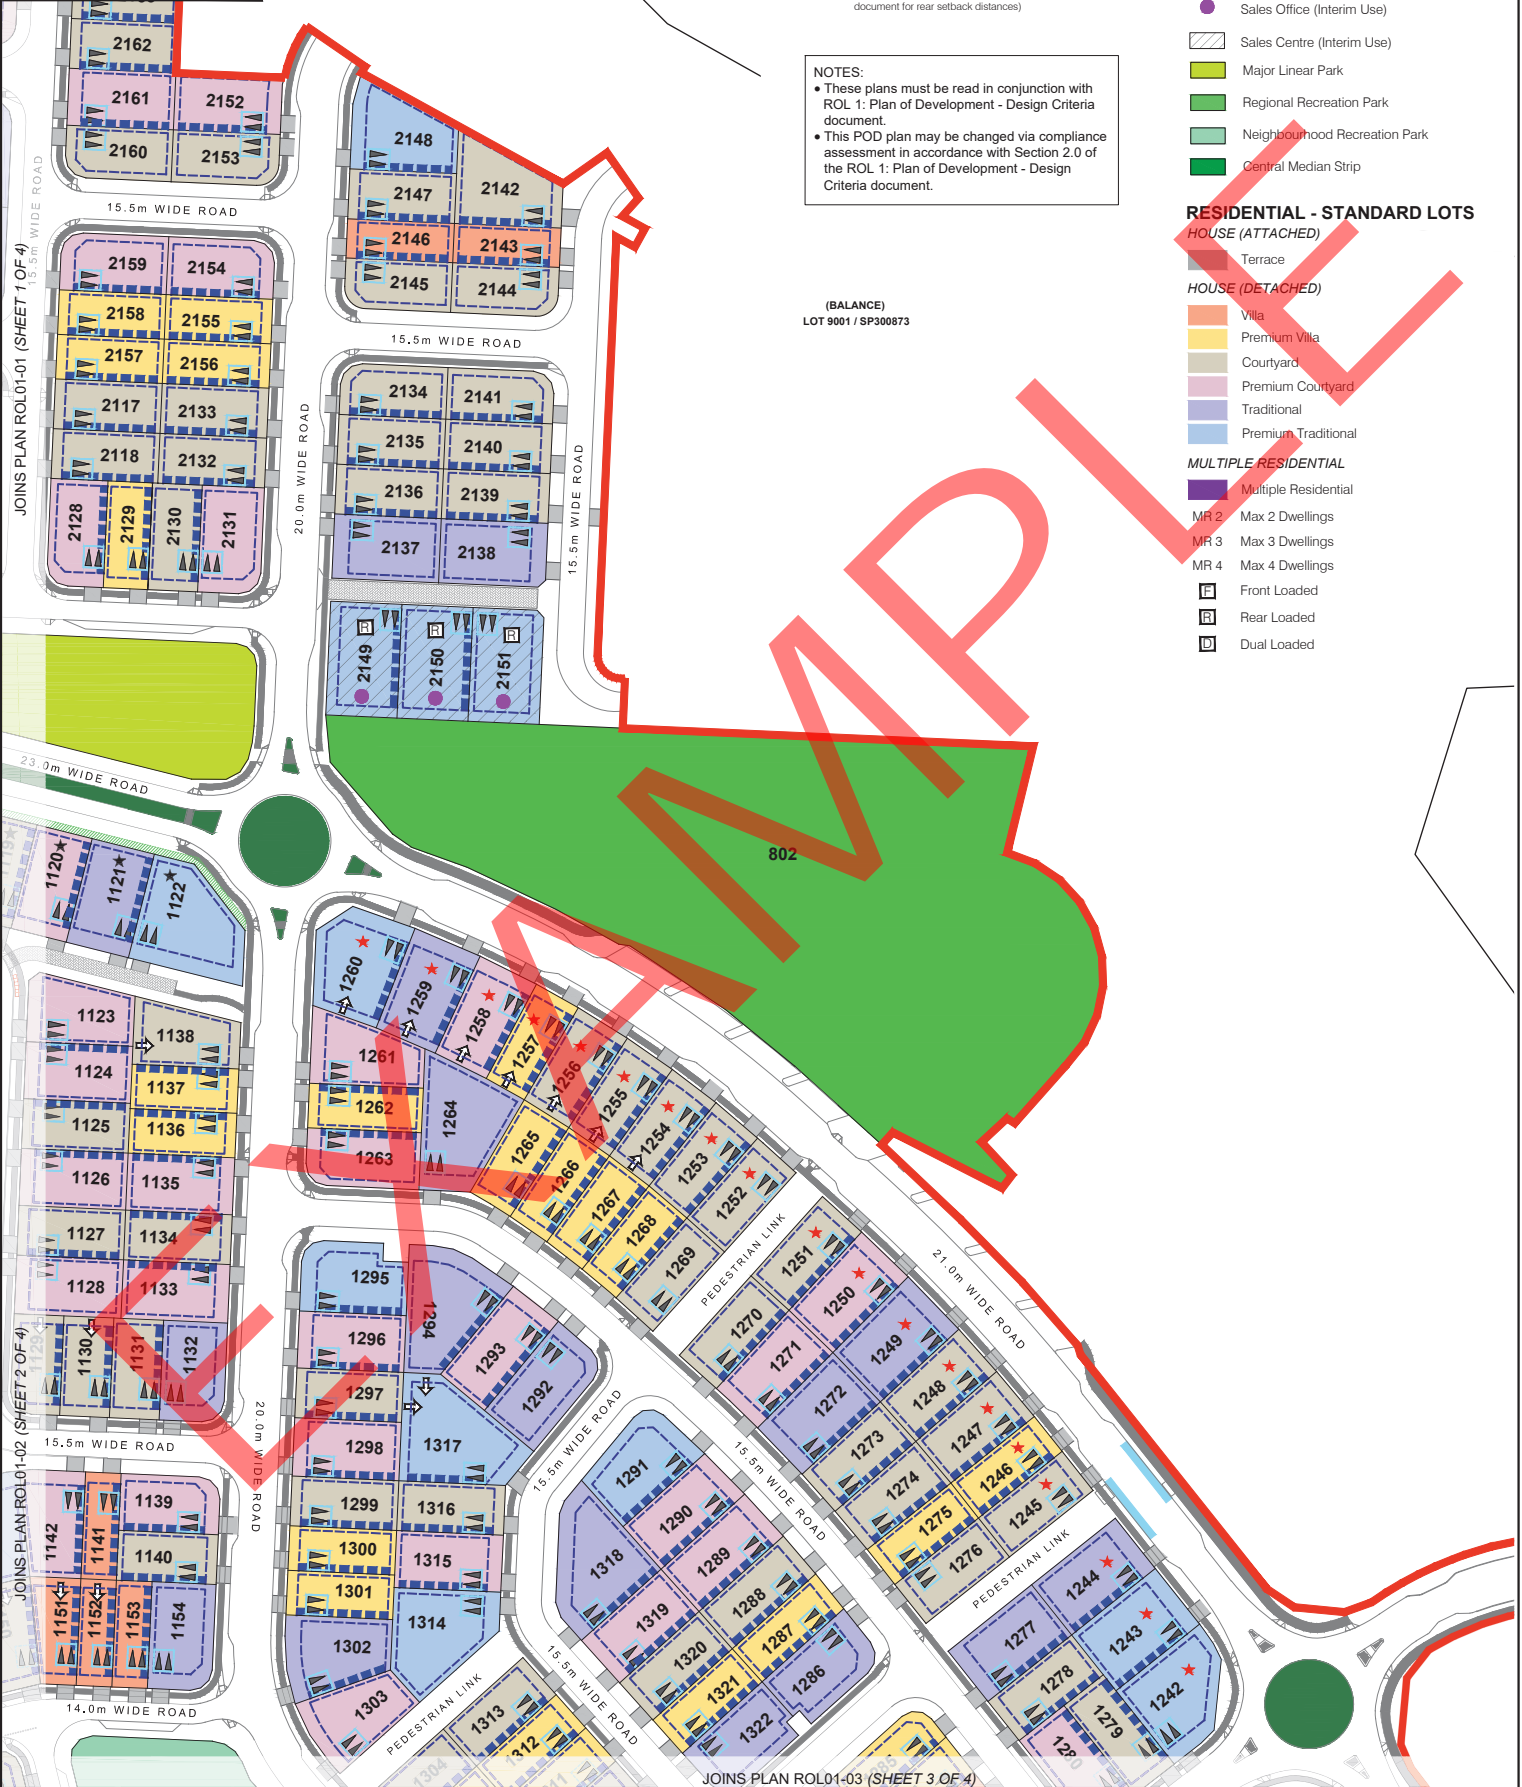 document for rear setback distances)
Sales Office (Interim Use)
Sales Centre (Interim Use)
Major Linear Park
Regional Recreation Park
Neighbourhood Recreation Park
Central Median Strip
NOTES:
• These plans must be read in conjunction with
ROL 1: Plan of Development - Design Criteria
document.
• This POD plan may be changed via compliance
assessment in accordance with Section 2.0 of
the ROL 1: Plan of Development - Design
Criteria document.
RESIDENTIAL - STANDARD LOTS
HOUSE (ATTACHED)
Terrace
HOUSE (DETACHED)
Villa
Premium Villa
Courtyard
Premium Courtyard
Traditional
Premium Traditional
MULTIPLE RESIDENTIAL
Multiple Residential
MR 2 Max 2 Dwellings
MR 3 Max 3 Dwellings
MR 4 Max 4 Dwellings
F Front Loaded
R Rear Loaded
D Dual Loaded
(BALANCE)
LOT 9001 / SP300873
2162
2161
2152
2160
2153
15.5m WIDE ROAD
15.5m WIDE ROAD
JOINS PLAN ROL01-01 (SHEET 1 OF 4)
2148
2142
2147
2146
2143
2145
2144
15.5m WIDE ROAD
2159
2154
2158
2155
2157
2156
2117
2133
2118
2132
2128
2129
2130
2131
20.0m WIDE ROAD
2134
2141
2135
2140
2136
2139
2137
2138
15.5m WIDE ROAD
R
R
R
2149
2150
2151
23.0m WIDE ROAD
802
1119
1120
1121
1122
1123
1138
1124
1137
1125
1136
1126
1135
1127
1134
1128
1133
1129
1130
1131
1132
JOINS PLAN ROL01-02 (SHEET 2 OF 4)
15.5m WIDE ROAD
20.0m WIDE ROAD
1142
1141
1139
1140
1151
1152
1153
1154
14.0m WIDE ROAD
1260
1259
1258
1257
1256
1255
1254
1253
1252
1261
1262
1263
1264
1265
1266
1267
1268
1269
PEDESTRIAN LINK
21.0m WIDE ROAD
1251
1250
1249
1248
1247
1246
1245
1270
1271
1272
1273
1274
1275
1276
PEDESTRIAN LINK
15.5m WIDE ROAD
1295
1294
1296
1293
1292
1297
1298
1317
1299
1316
1300
1315
1301
1314
1302
1303
15.5m WIDE ROAD
PEDESTRIAN LINK
1291
1290
1289
1288
1287
1286
1318
1319
1320
1321
1322
15.5m WIDE ROAD
1313
1312
1304
1244
1243
1242
1277
1278
1279
1280
JOINS PLAN ROL01-03 (SHEET 3 OF 4)
EXAMPLE